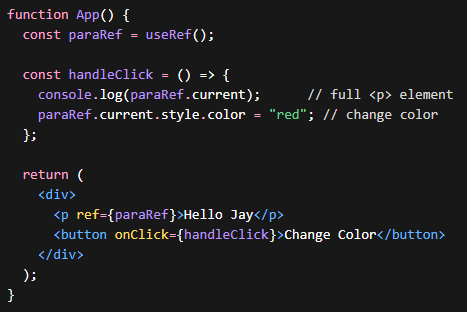 function App() {
  const paraRef = useRef();

  const handleClick = () => {
    console.log(paraRef.current);      // full <p> element
    paraRef.current.style.color = "red"; // change color
  };

  return (
    <div>
      <p ref={paraRef}>Hello Jay</p>
      <button onClick={handleClick}>Change Color</button>
    </div>
  );
}